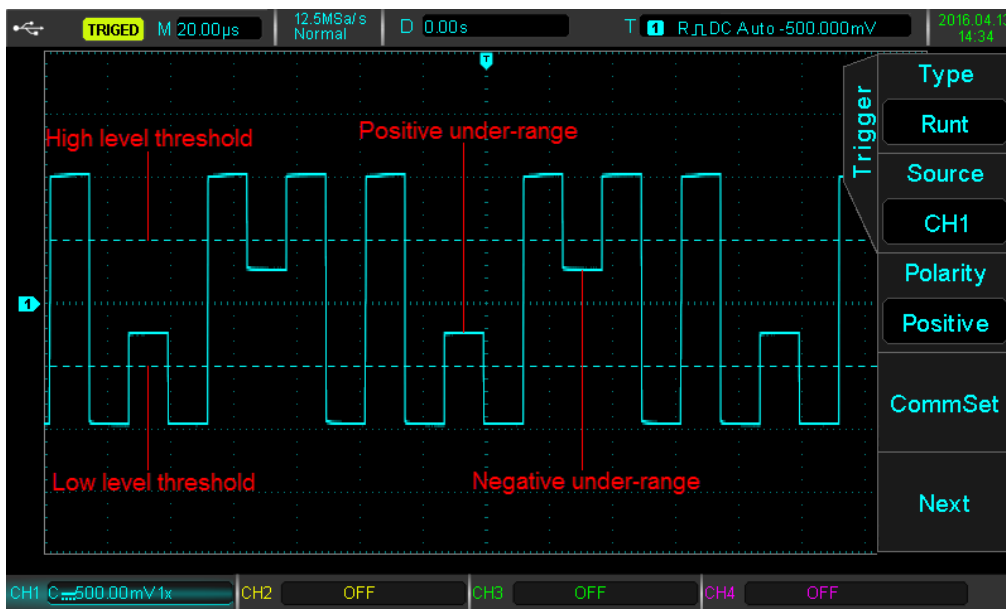 TRIGED M 20.00µs 12.5MSa/s Normal D 0.00s T 1 R DC Auto -500.000mV 2016.04.13 14:34
T
Trigger
Type
Runt
Source
CH1
Polarity
Positive
CommSet
Next
High level threshold
Positive under-range
1
Low level threshold
Negative under-range
CH1 C 500.00mV 1x CH2 OFF CH3 OFF CH4 OFF